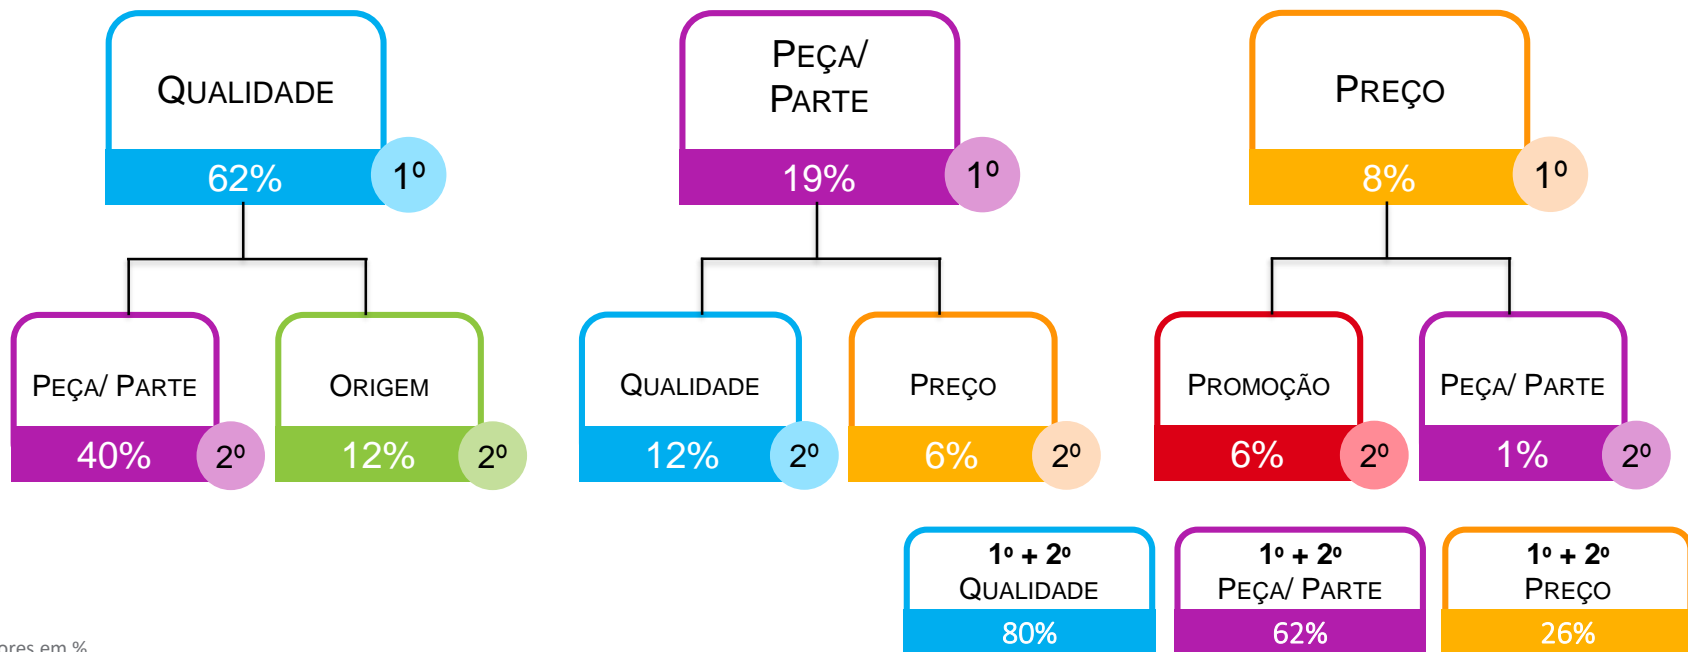 QUALIDADE
62%
1º
PEÇA/
PARTE
19%
1º
PREÇO
8%
1º
PEÇA/ PARTE
40%
2º
ORIGEM
12%
2º
QUALIDADE
12%
2º
PREÇO
6%
2º
PROMOÇÃO
6%
2º
PEÇA/ PARTE
1%
2º
1º + 2º
QUALIDADE
80%
1º + 2º
PEÇA/ PARTE
62%
1º + 2º
PREÇO
26%
em %